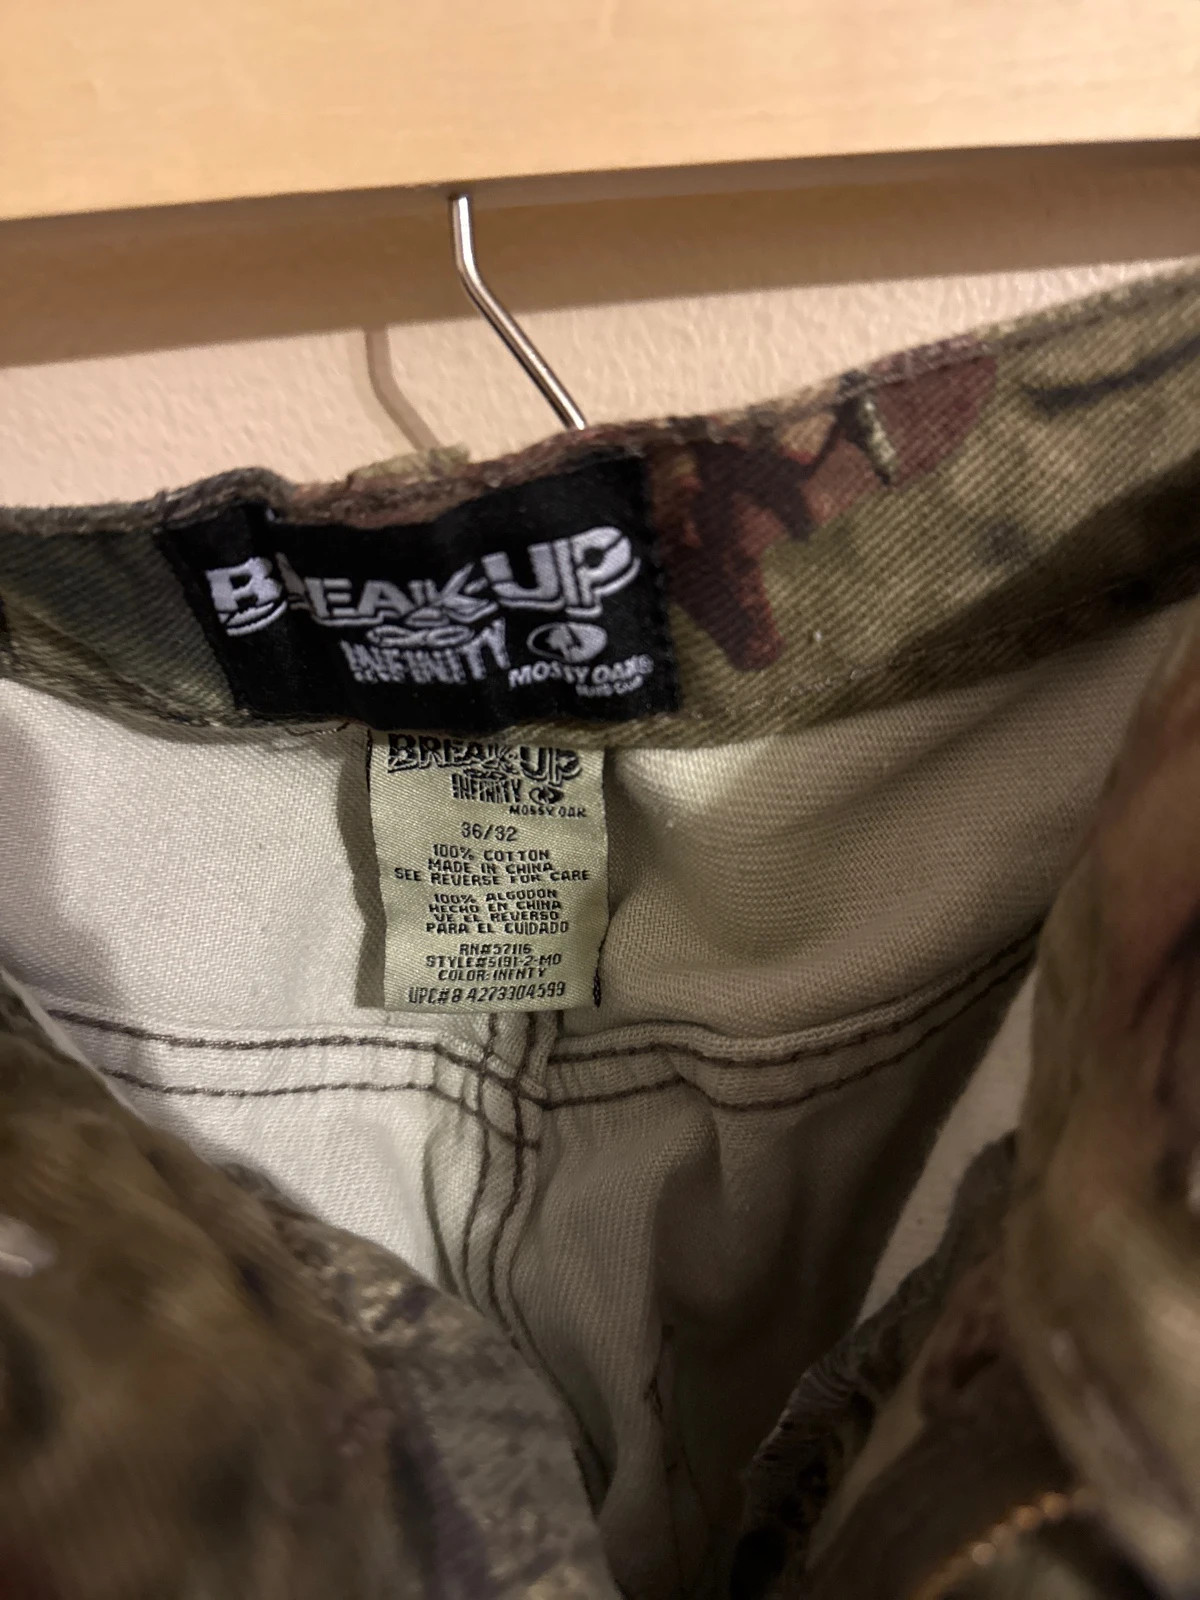 BREAK-UP
INFINITY
MOSSY OAK®
BREAK-UP
INFINITY
MOSSY OAK
36/32
100% COTTON
MADE IN CHINA
SEE REVERSE FOR CARE
100% ALGODON
HECHO EN CHINA
VE EL REVERSO
PARA EL CUIDADO
RN#57116
STYLE#5191-2-MO
COLOR: INFNTY
UPC# 8 4273304599